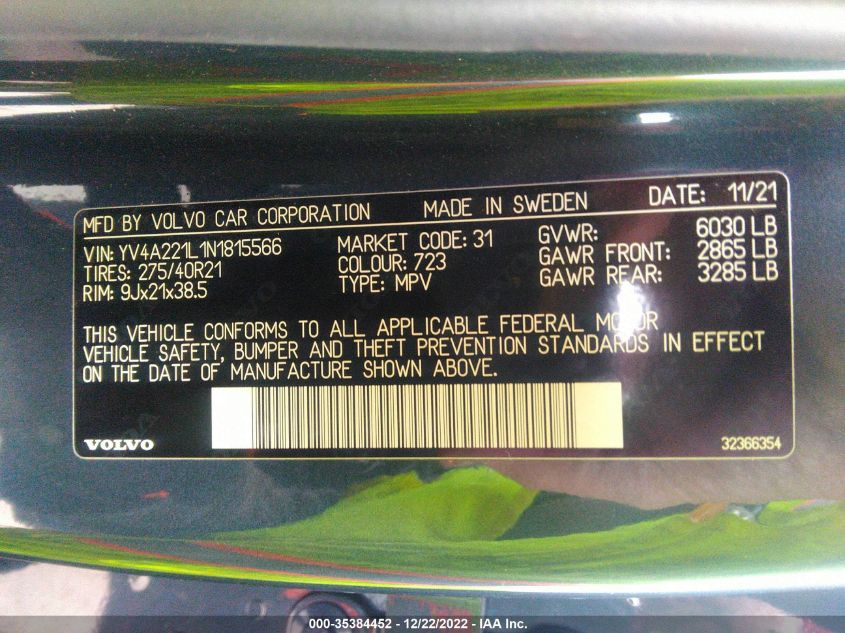 MFD BY VOLVO CAR CORPORATION MADE IN SWEDEN DATE: 11/21
VIN: YV4A221L1N1815566 MARKET CODE: 31 GVWR: 6030 LB
TIRES: 275/40R21 COLOUR: 723 GAWR FRONT: 2865 LB
RIM: 9Jx21x38.5 TYPE: MPV GAWR REAR: 3285 LB
THIS VEHICLE CONFORMS TO ALL APPLICABLE FEDERAL MOTOR
VEHICLE SAFETY, BUMPER AND THEFT PREVENTION STANDARDS IN EFFECT
ON THE DATE OF MANUFACTURE SHOWN ABOVE.
VOLVO 32366354
000-35384452 - 12/22/2022 - IAA Inc.